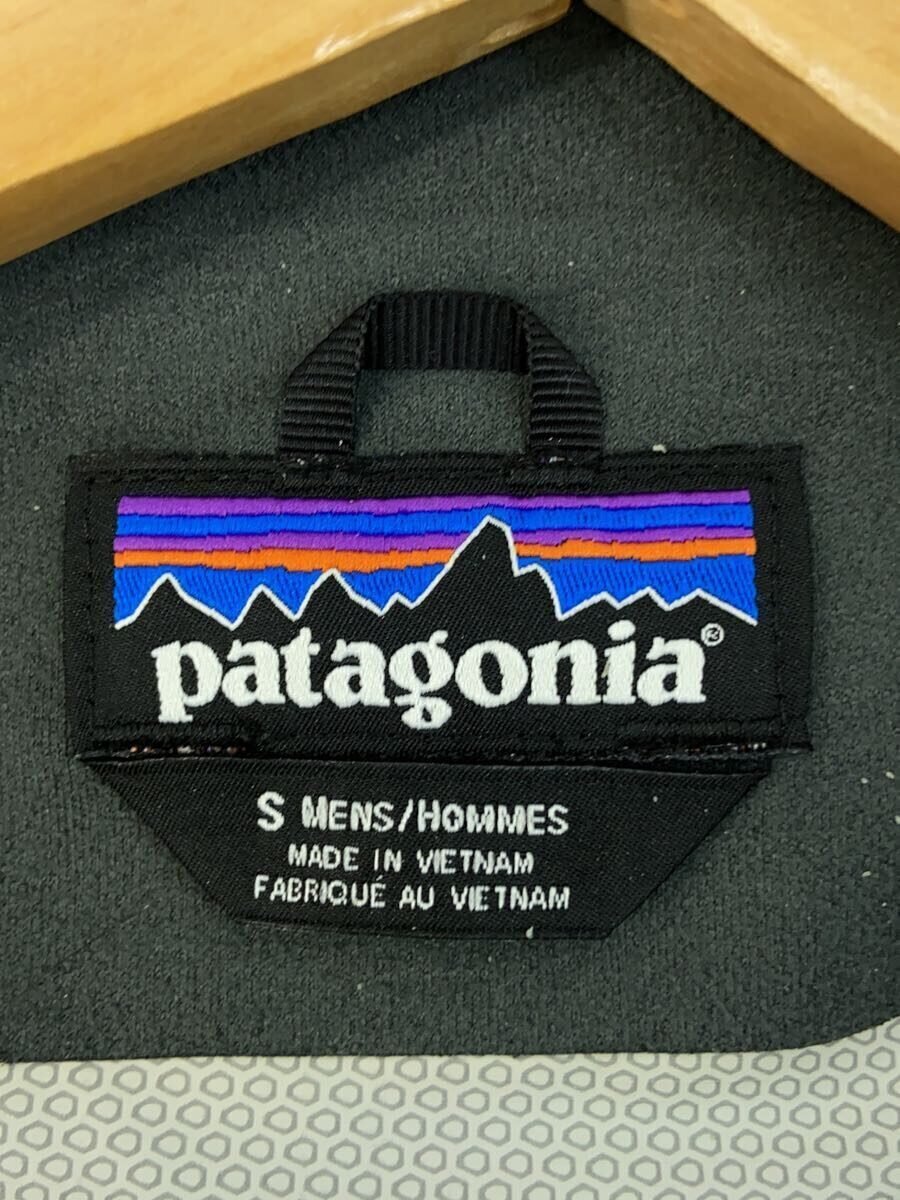 patagonia®
S MENS/HOMMES
MADE IN VIETNAM
FABRIQUÉ AU VIETNAM